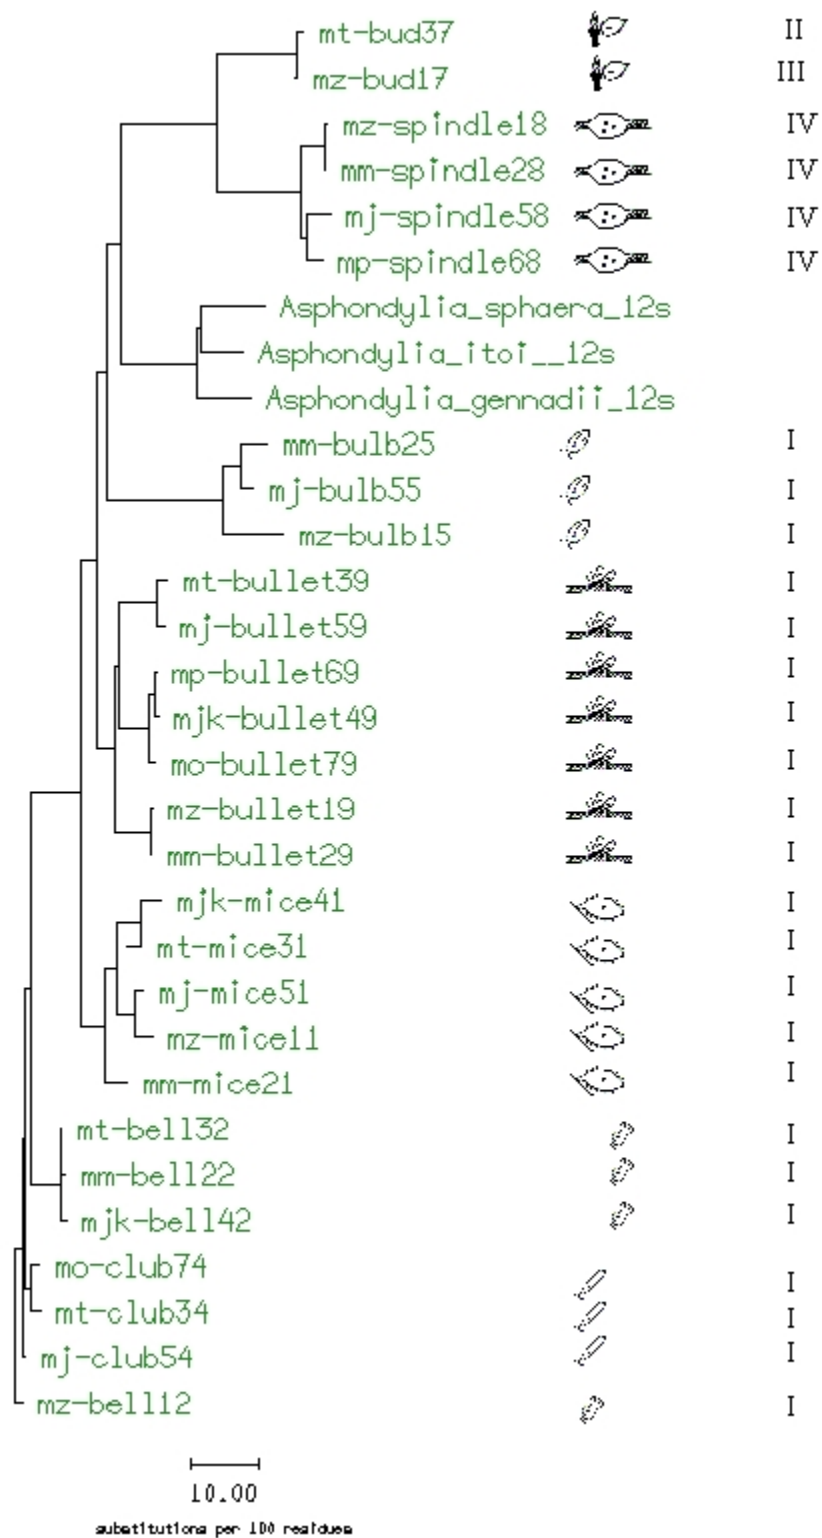 mt-bud37 II
mz-bud17 III
mz-spindle18 IV
mm-spindle28 IV
mj-spindle58 IV
mp-spindle68 IV
Asphondylia_sphaera_12s
Asphondylia_itoi__12s
Asphondylia_gennadii_12s
mm-bulb25 I
mj-bulb55 I
mz-bulb15 I
mt-bullet39 I
mj-bullet59 I
mp-bullet69 I
mjk-bullet49 I
mo-bullet79 I
mz-bullet19 I
mm-bullet29 I
mjk-mice41 I
mt-mice31 I
mj-mice51 I
mz-mice11 I
mm-mice21 I
mt-bell32 I
mm-bell22 I
mjk-bell42 I
mo-club74 I
mt-club34 I
mj-club54 I
mz-bell12 I
10.00
substitutions per 100 residues